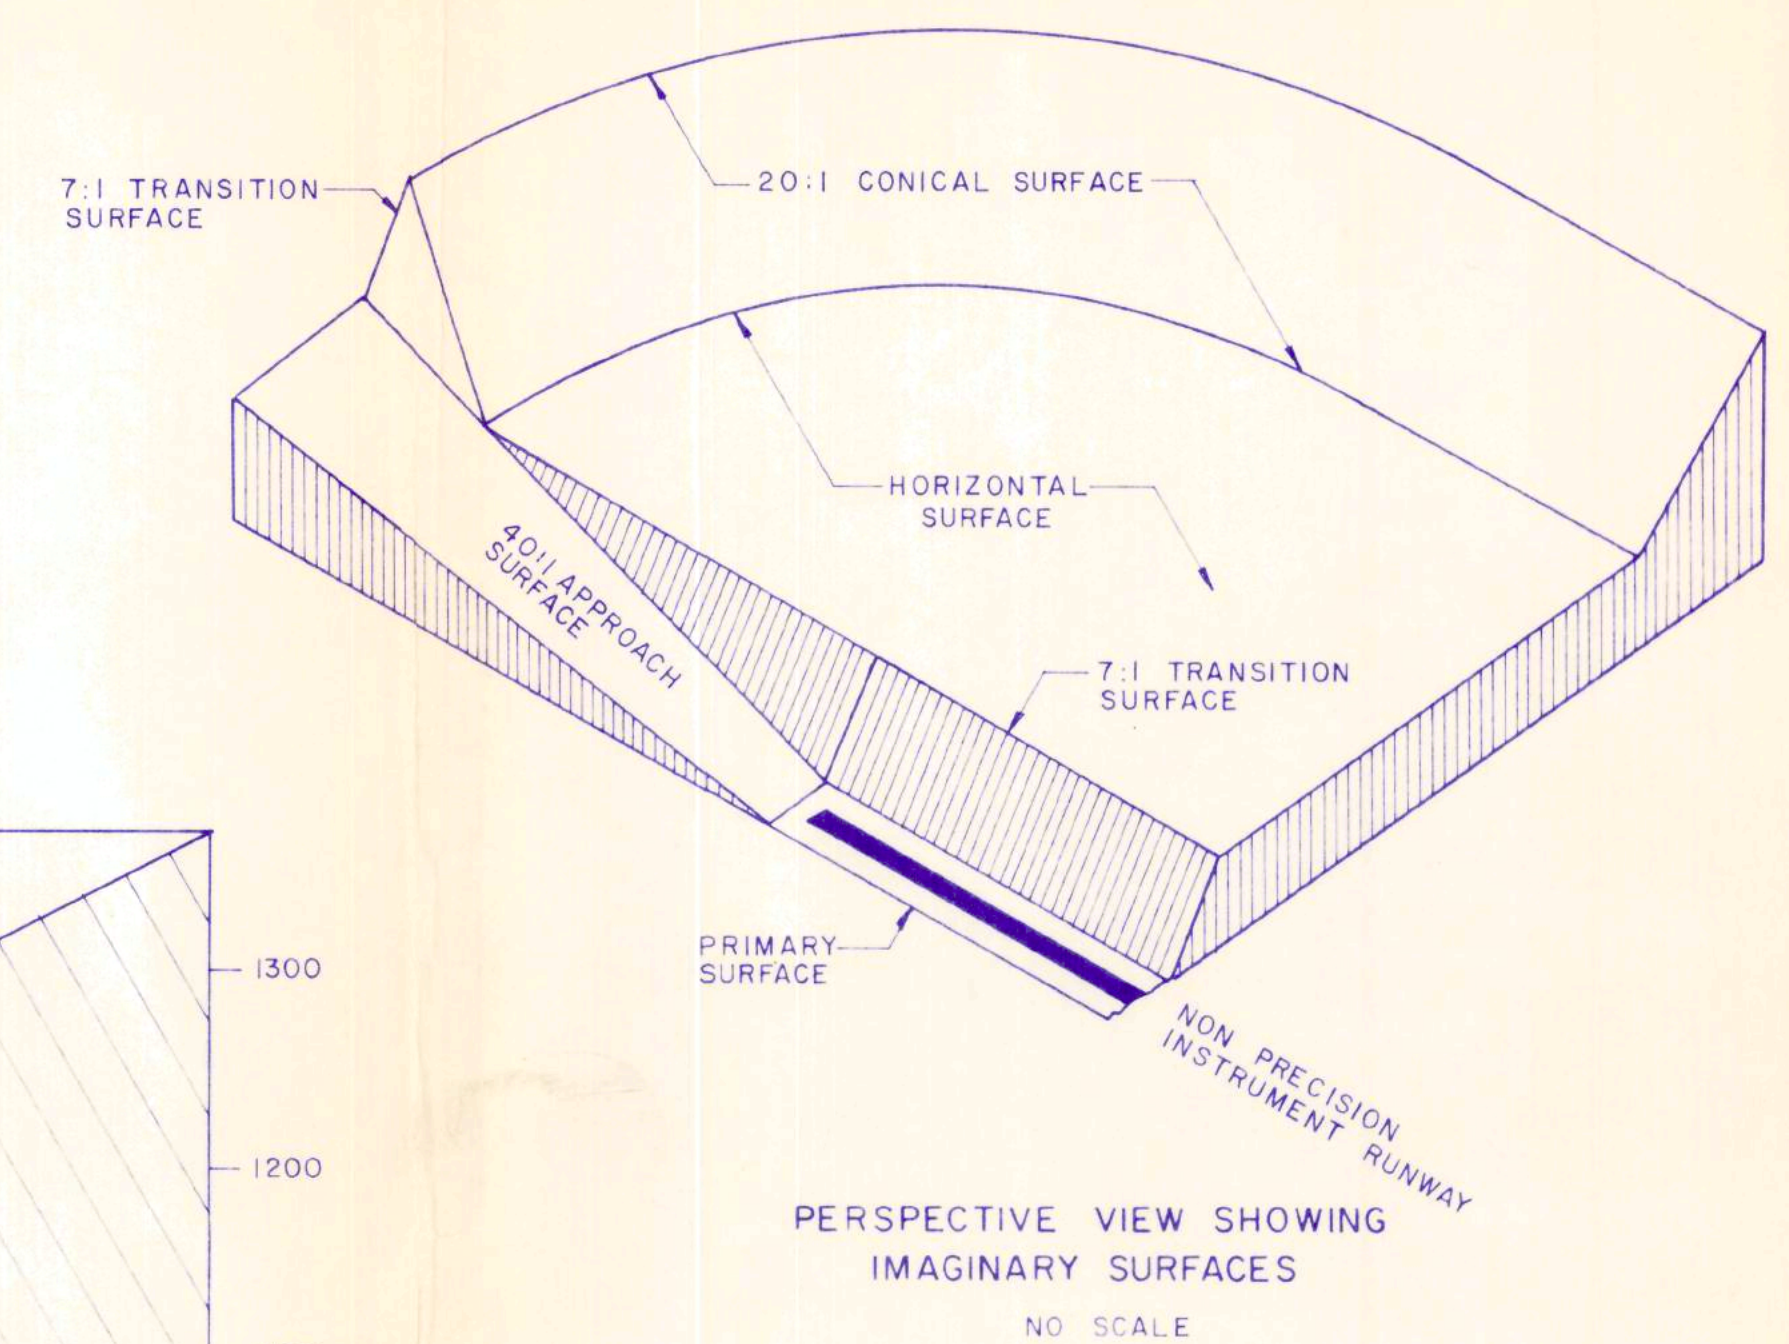 7:1 TRANSITION
SURFACE
20:1 CONICAL SURFACE
HORIZONTAL
SURFACE
40:1 APPROACH
SURFACE
7:1 TRANSITION
SURFACE
PRIMARY
SURFACE
1300
1200
NON PRECISION
INSTRUMENT RUNWAY
PERSPECTIVE VIEW SHOWING
IMAGINARY SURFACES
NO SCALE